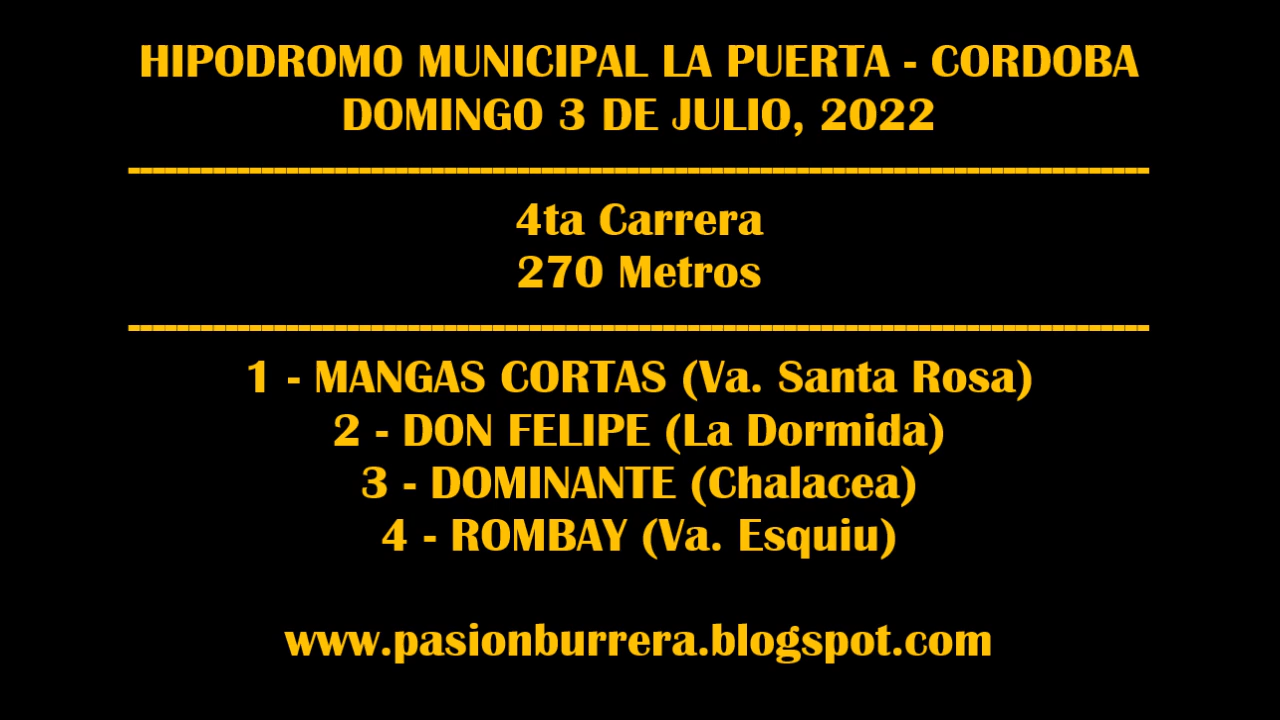 HIPODROMO MUNICIPAL LA PUERTA - CORDOBA
DOMINGO 3 DE JULIO, 2022
4ta Carrera
270 Metros
1 - MANGAS CORTAS (Va. Santa Rosa)
2 - DON FELIPE (La Dormida)
3 - DOMINANTE (Chalacea)
4 - ROMBAY (Va. Esquiu)
www.pasionburrera.blogspot.com